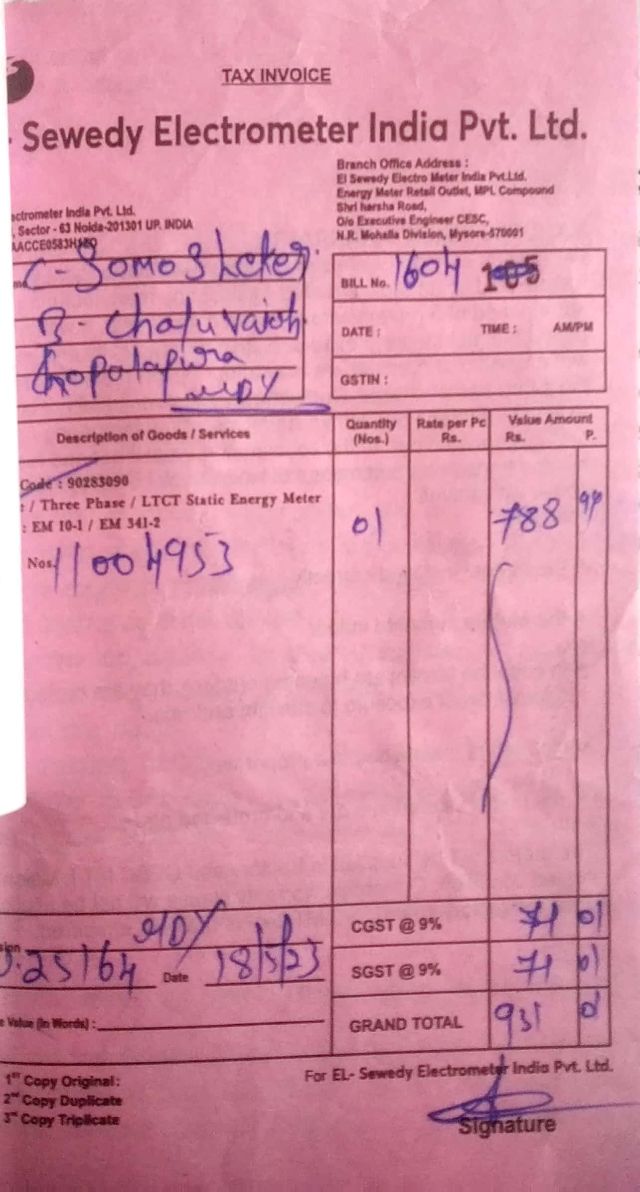 TAX INVOICE
- Sewedy Electrometer India Pvt. Ltd.
Branch Office Address :
El Sewedy Electro Meter India Pvt.Ltd.
Energy Meter Retail Outlet, MPL Compound
Shri harsha Road,
O/o Executive Engineer CESC,
N.R. Mohalla Division, Mysore-570001
ectrometer India Pvt. Ltd.
, Sector - 63 Noida-201301 UP. INDIA
C-Somo Sheker
B- Chatuvaish
Gopalapura
MDY
BILL No. 1604 105
DATE : TIME : AM/PM
GSTIN :
Description of Goods / Services Quantity (Nos.) Rate per Pc Rs. Value Amount Rs. P.
Code : 90283090
: / Three Phase / LTCT Static Energy Meter
: EM 10-1 / EM 341-2 01 788
Nos. 11004953
CGST @ 9% 71 01
MDY
SGST @ 9% 71 01
25164 Date 18/5/23
e Value (In Words) :
GRAND TOTAL 931
For EL- Sewedy Electrometer India Pvt. Ltd.
1st Copy Original :
2nd Copy Duplicate
3rd Copy Triplicate
Signature